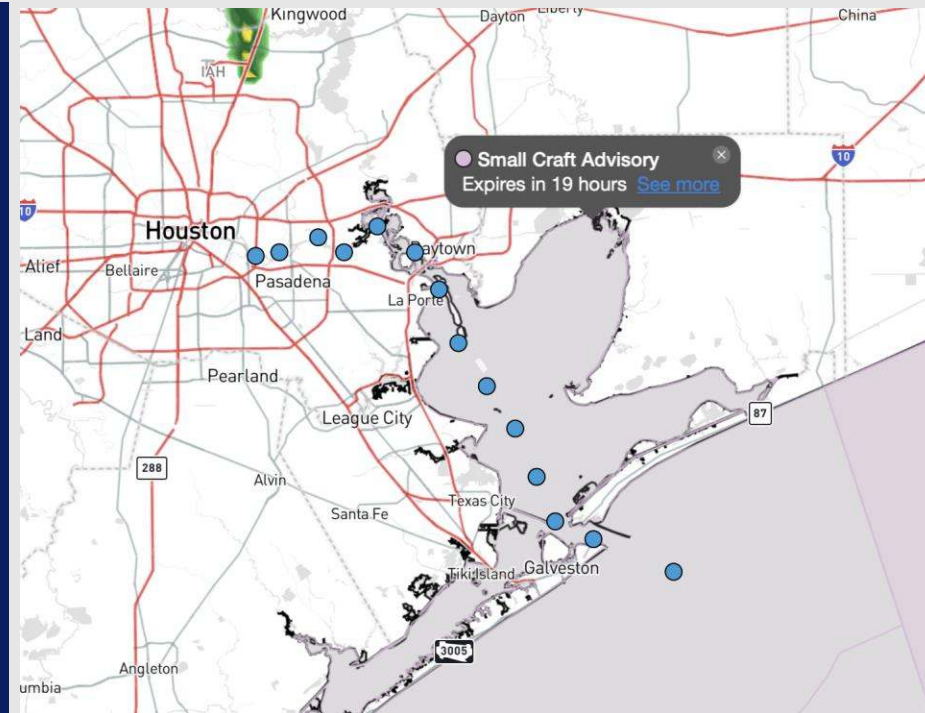 Kingwood
Dayton
Liberty
China
IAH
Small Craft Advisory
Expires in 19 hours See more
10
10
Houston
Baytown
Alief
Bellaire
Pasadena
La Porte
Land
Pearland
League City
87
288
Alvin
Texas City
Santa Fe
Tiki Island
Galveston
3005
Angleton
umbia